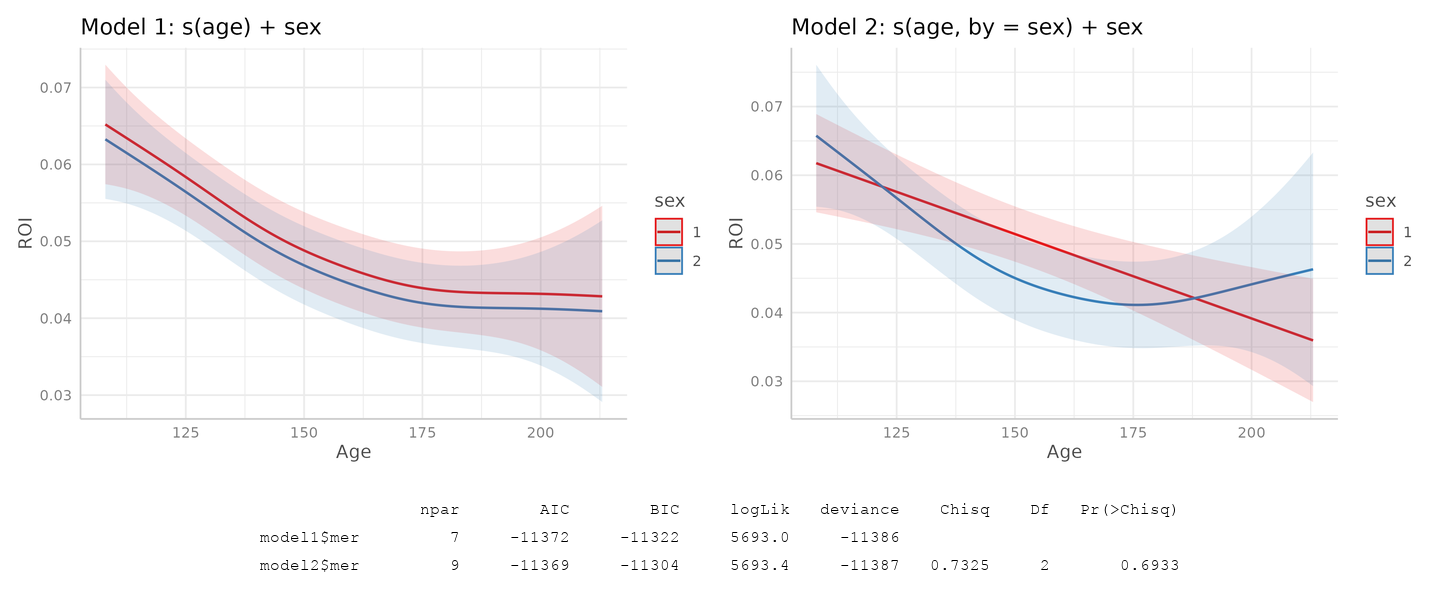 Model 1: s(age) + sex
0.07
0.06
0.05
0.04
0.03
ROI
125 150 175 200
Age
sex
1
2
Model 2: s(age, by = sex) + sex
0.07
0.06
0.05
0.04
0.03
ROI
125 150 175 200
Age
sex
1
2
npar AIC BIC logLik deviance Chisq Df Pr(>Chisq)
model1$mer 7 -11372 -11322 5693.0 -11386
model2$mer 9 -11369 -11304 5693.4 -11387 0.7325 2 0.6933